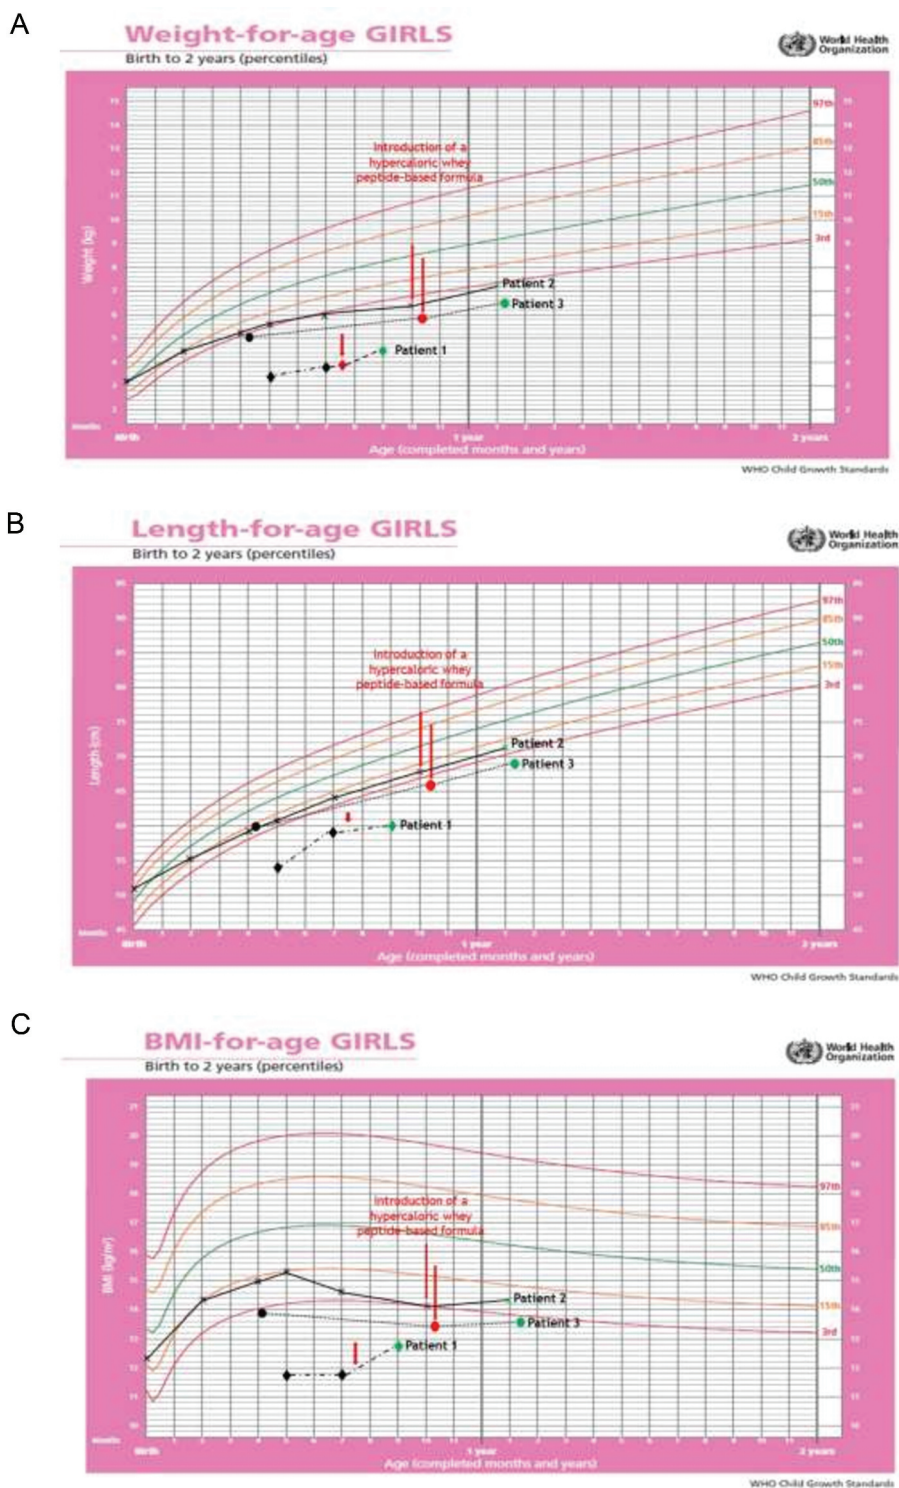 A
Weight-for-age GIRLS
Birth to 2 years (percentiles)
World Health
Organization
97th
85th
50th
15th
3rd
Introduction of a
hypercaloric whey
peptide-based formula
Patient 2
Patient 3
Patient 1
Weight (kg)
Months
Birth
1 year
2 years
Age (completed months and years)
WHO Child Growth Standards
B
Length-for-age GIRLS
Birth to 2 years (percentiles)
World Health
Organization
97th
85th
50th
15th
3rd
Introduction of a
hypercaloric whey
peptide-based formula
Patient 2
Patient 3
Patient 1
Length (cm)
Months
Birth
1 year
2 years
Age (completed months and years)
WHO Child Growth Standards
C
BMI-for-age GIRLS
Birth to 2 years (percentiles)
World Health
Organization
97th
85th
50th
15th
3rd
Introduction of a
hypercaloric whey
peptide-based formula
Patient 2
Patient 3
Patient 1
BMI (kg/m²)
Months
Birth
1 year
2 years
Age (completed months and years)
WHO Child Growth Standards